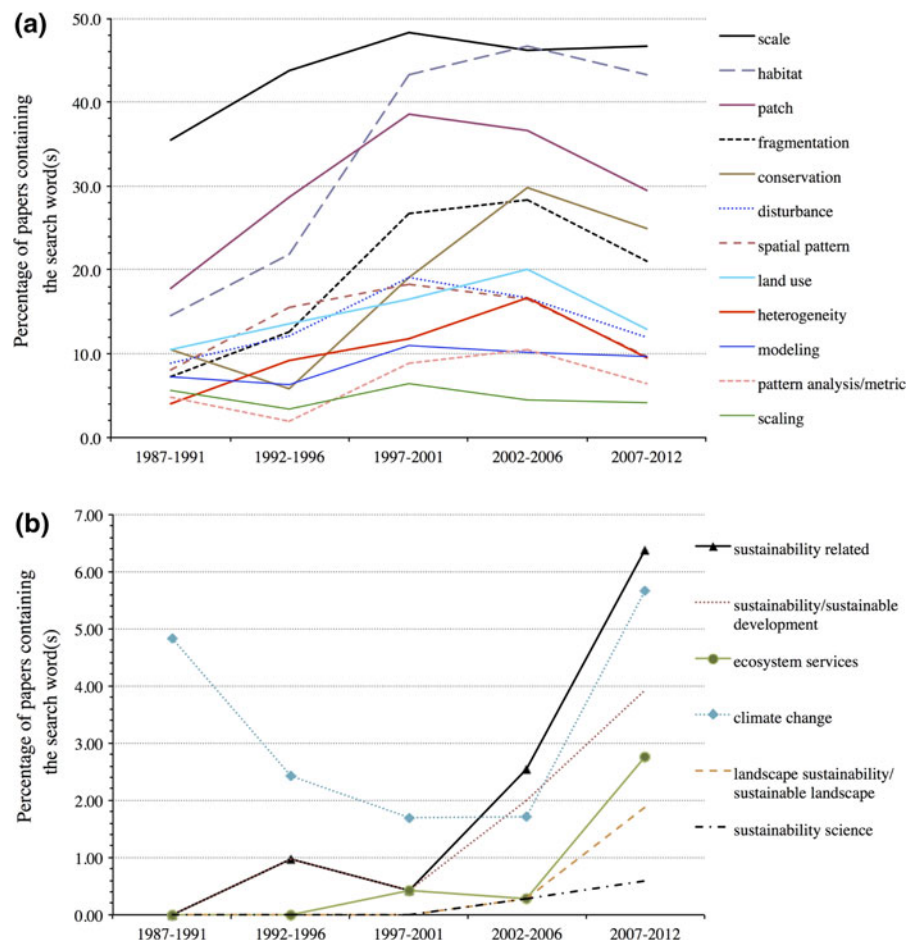 (a)
Percentage of papers containing
the search word(s)
50.0
40.0
30.0
20.0
10.0
0.0
1987-1991
1992-1996
1997-2001
2002-2006
2007-2012
scale
habitat
patch
fragmentation
conservation
disturbance
spatial pattern
land use
heterogeneity
modeling
pattern analysis/metric
scaling
(b)
Percentage of papers containing
the search word(s)
7.00
6.00
5.00
4.00
3.00
2.00
1.00
0.00
1987-1991
1992-1996
1997-2001
2002-2006
2007-2012
sustainability related
sustainability/sustainable
development
ecosystem services
climate change
landscape sustainability/
sustainable landscape
sustainability science